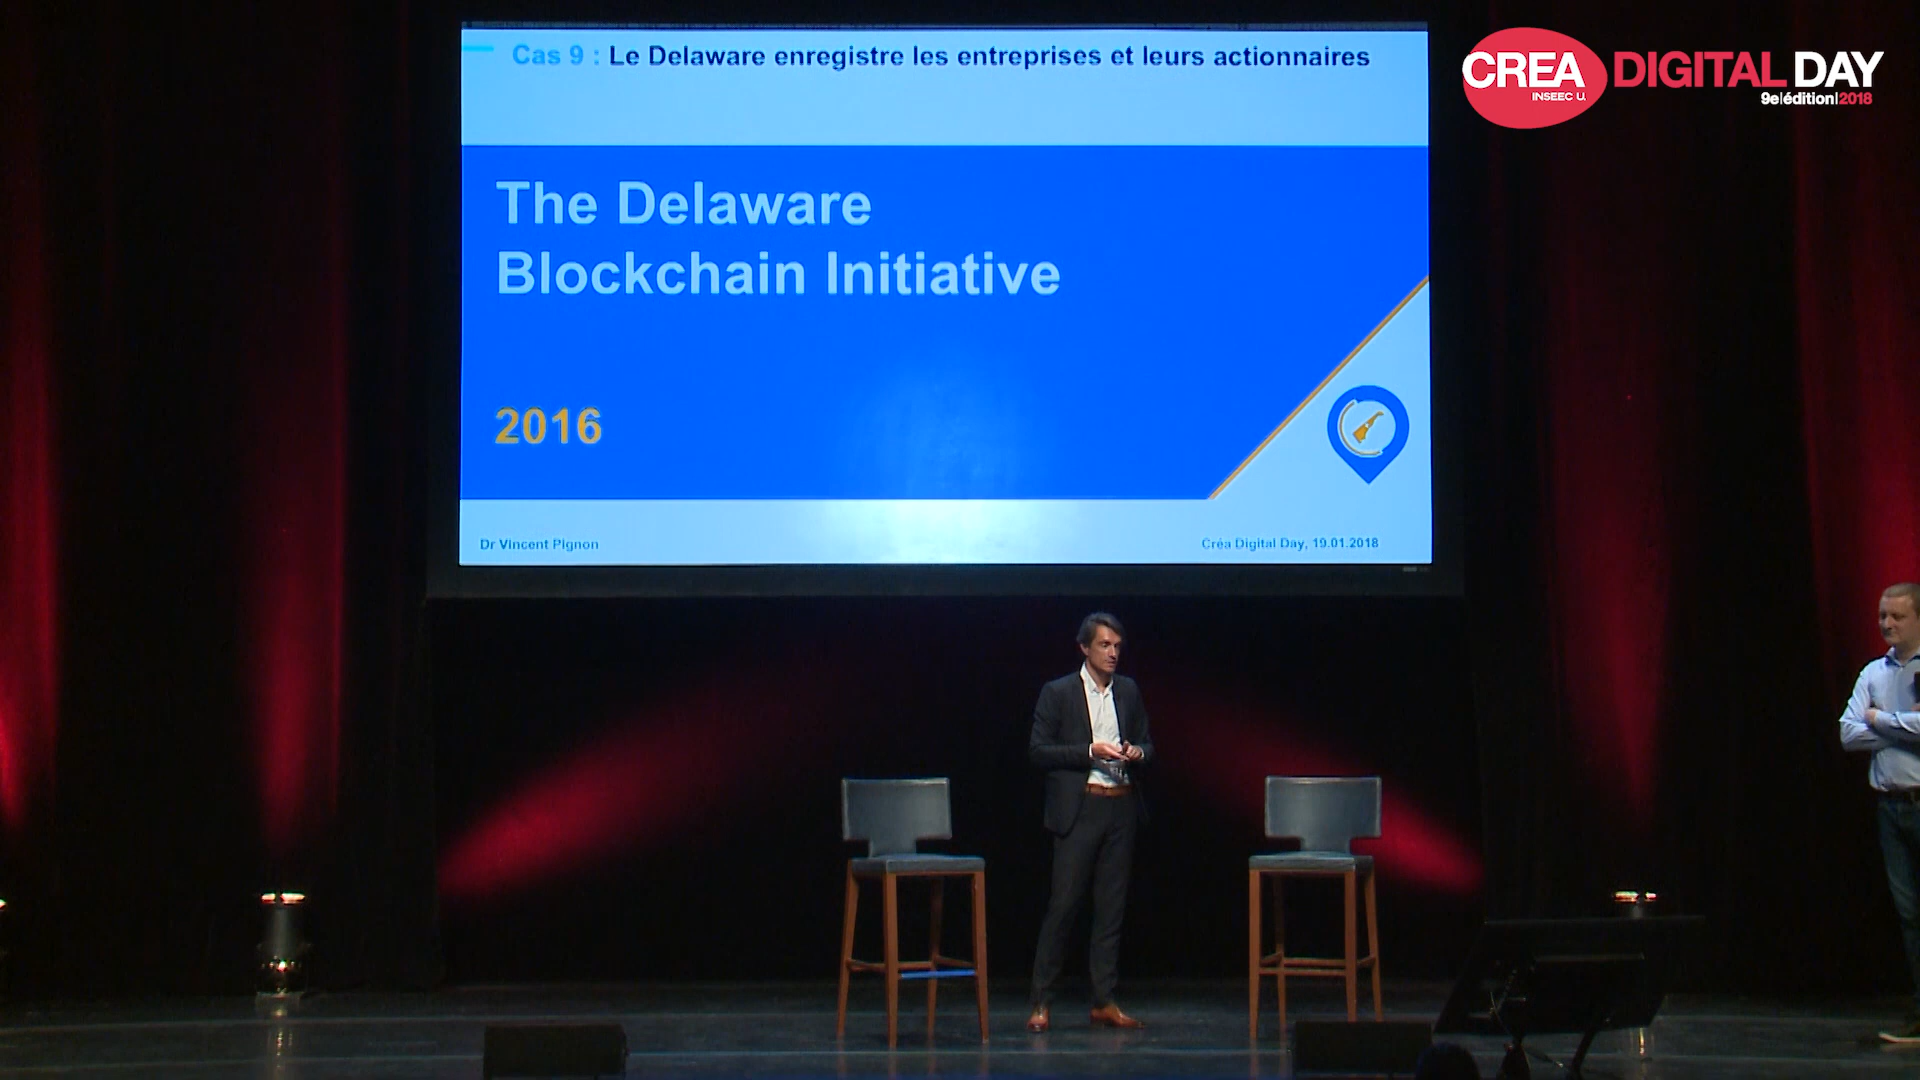 Cas 9 : Le Delaware enregistre les entreprises et leurs actionnaires
CREA DIGITAL DAY
INSEEC U.
9e|édition|2018
The Delaware
Blockchain Initiative
2016
Dr Vincent Pignon
Créa Digital Day, 19.01.2018